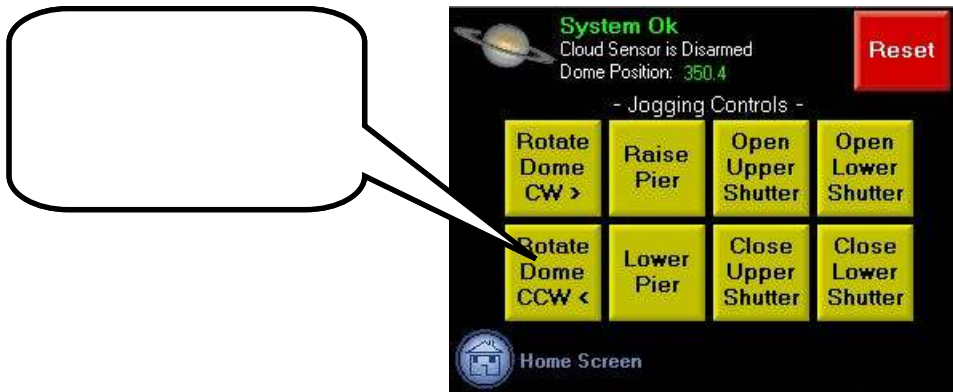 System Ok
Cloud Sensor is Disarmed
Dome Position: 350.4
Reset
- Jogging Controls -
Rotate
Dome
CW >
Raise
Pier
Open
Upper
Shutter
Open
Lower
Shutter
Rotate
Dome
CCW <
Lower
Pier
Close
Upper
Shutter
Close
Lower
Shutter
Home Screen